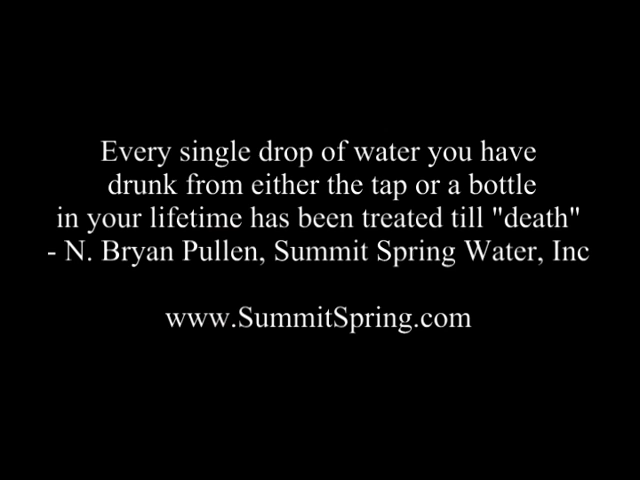 Every single drop of water you have
drunk from either the tap or a bottle
in your lifetime has been treated till "death"
- N. Bryan Pullen, Summit Spring Water, Inc
www.SummitSpring.com